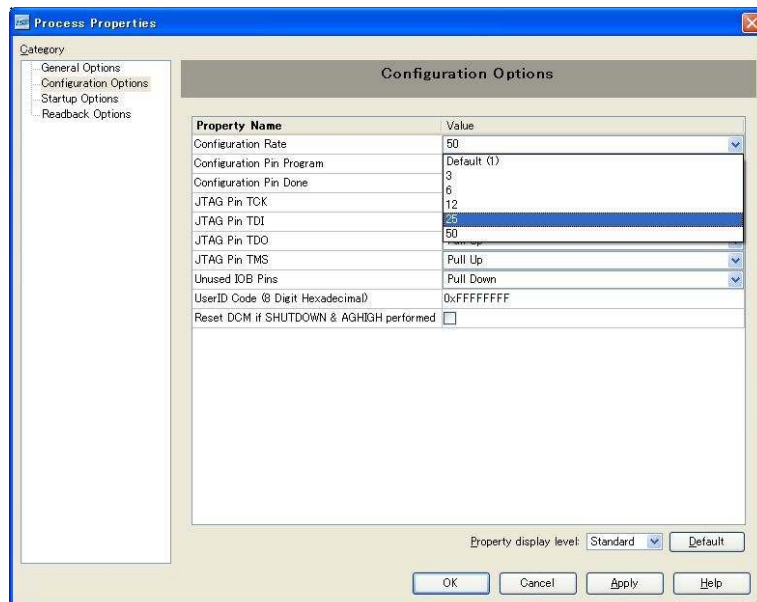 ISE Process Properties
Category
General Options
Configuration Options
Startup Options
Readback Options
Configuration Options
Property Name Value
Configuration Rate 50
Configuration Pin Program
Configuration Pin Done
JTAG Pin TCK
JTAG Pin TDI
JTAG Pin TDO
Default (1)
3
6
12
25
50
JTAG Pin TMS Pull Up
Unused IOB Pins Pull Down
UserID Code (8 Digit Hexadecimal) 0xFFFFFFFF
Reset DCM if SHUTDOWN & AGHIGH performed
Property display level: Standard Default
OK Cancel Apply Help